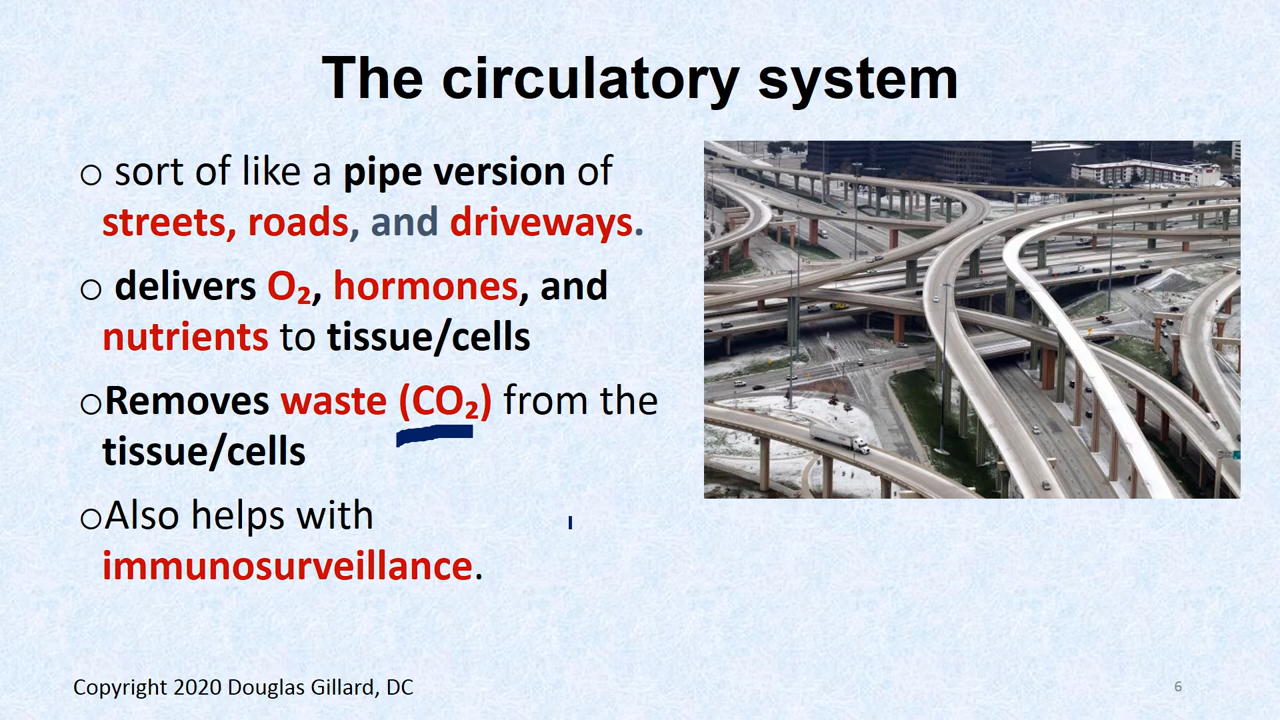 The circulatory system
○ sort of like a pipe version of
streets, roads, and driveways.
○ delivers O₂, hormones, and
nutrients to tissue/cells
○Removes waste (CO₂) from the
tissue/cells
○Also helps with
immunosurveillance.
Copyright 2020 Douglas Gillard, DC
6